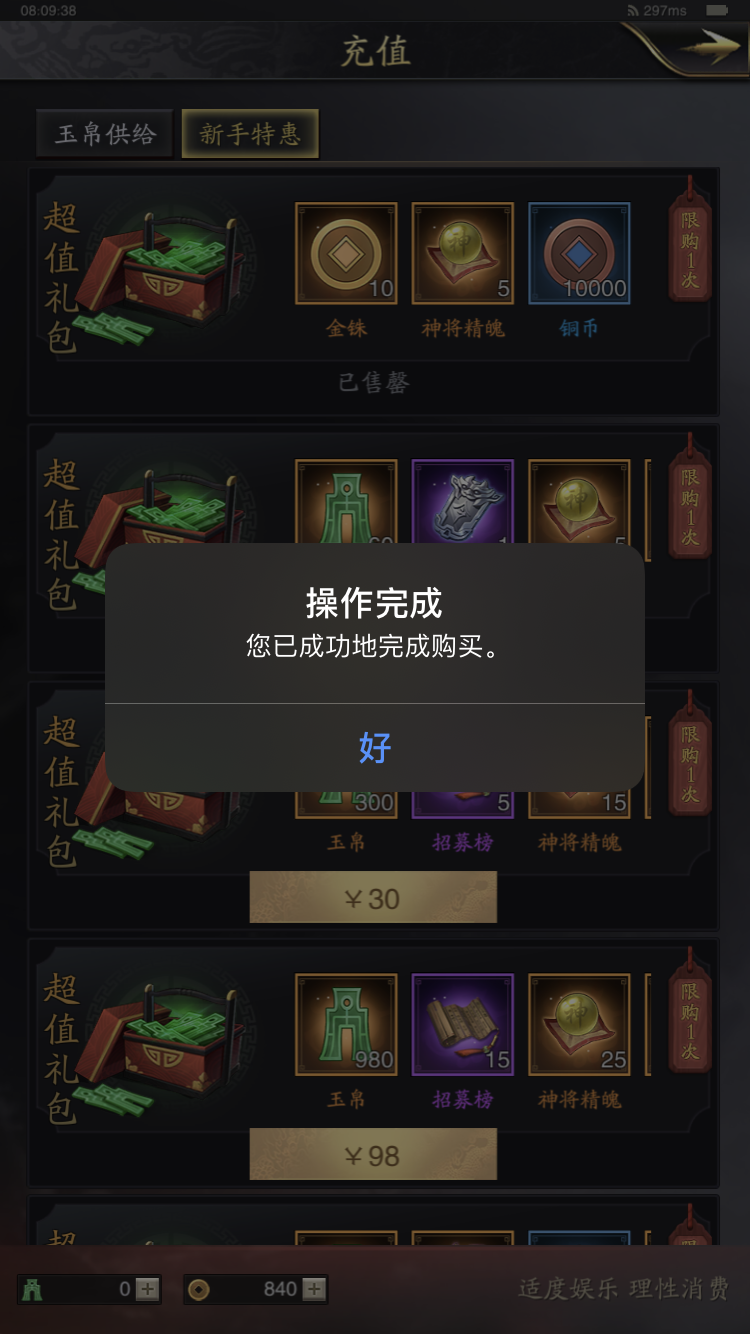 08:09:38
297ms
充值
玉帛供给
新手特惠
超值礼包
10
5
10000
限购1次
金铢
神将精魄
铜币
已售罄
超值礼包
限购1次
操作完成
您已成功地完成购买。
好
超值礼包
300
5
15
限购1次
玉帛
招募榜
神将精魄
¥30
超值礼包
980
15
25
限购1次
玉帛
招募榜
神将精魄
¥98
0
840
适度娱乐 理性消费